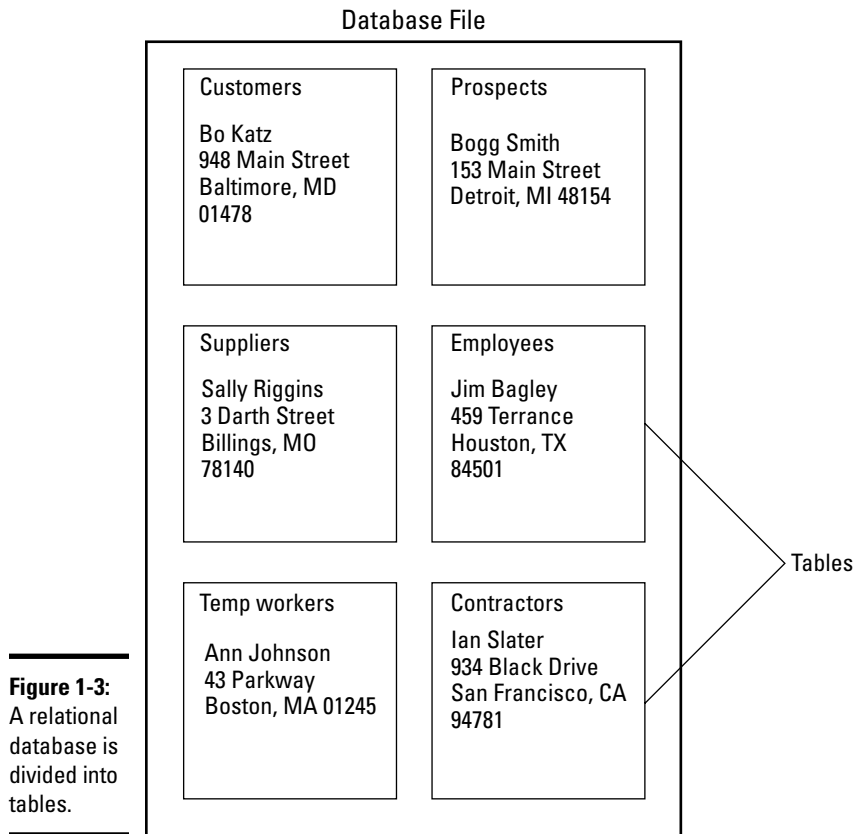 Database File
Customers
Bo Katz
948 Main Street
Baltimore, MD
01478
Prospects
Bogg Smith
153 Main Street
Detroit, MI 48154
Suppliers
Sally Riggins
3 Darth Street
Billings, MO
78140
Employees
Jim Bagley
459 Terrance
Houston, TX
84501
Tables
Temp workers
Ann Johnson
43 Parkway
Boston, MA 01245
Contractors
Ian Slater
934 Black Drive
San Francisco, CA
94781
Figure 1-3:
A relational
database is
divided into
tables.